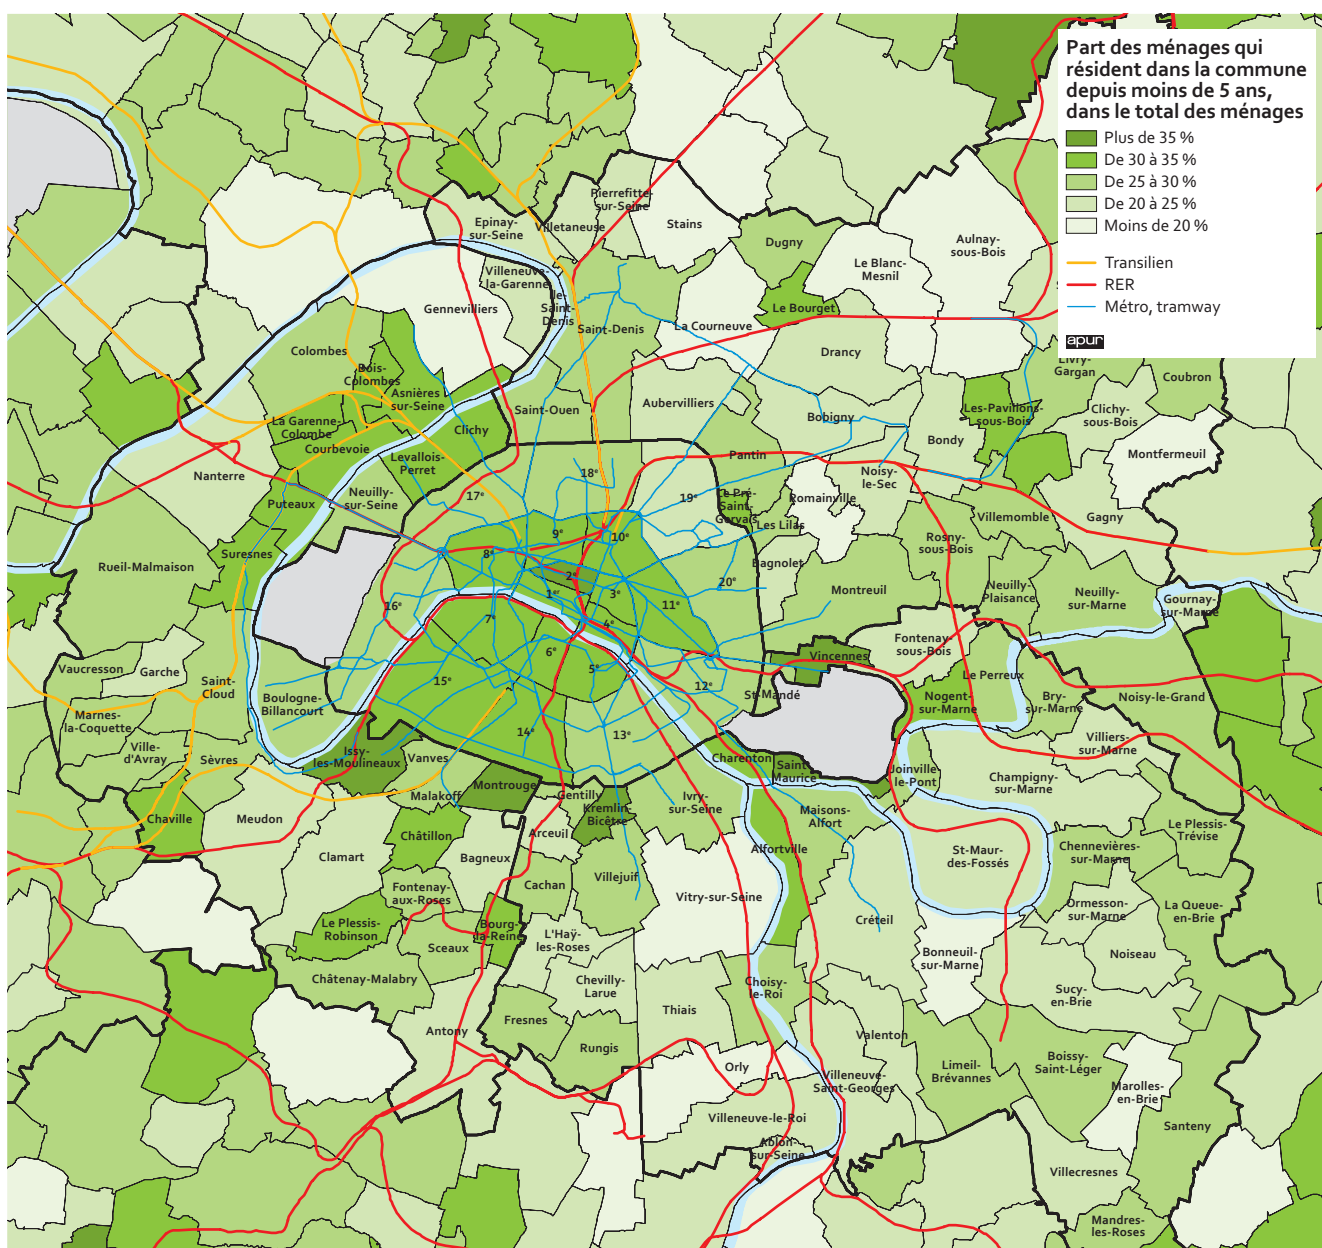 Part des ménages qui
résident dans la commune
depuis moins de 5 ans,
dans le total des ménages
Plus de 35 %
De 30 à 35 %
De 25 à 30 %
De 20 à 25 %
Moins de 20 %
Transilien
RER
Métro, tramway
apur
Pierrefitte-
sur-Seine
Epinay-
sur-Seine
Villetaneuse
Stains
Dugny
Aulnay-
sous-Bois
Le Blanc-
Mesnil
Villeneuve-
la-Garenne
Ile-
Saint-
Denis
Gennevilliers
Le Bourget
Saint-Denis
La Courneuve
Colombes
Drancy
Bois-
Colombes
Livry-
Gargan
Coubron
Asnières
sur-Seine
Aubervilliers
Saint-Ouen
Bobigny
Les-Pavillons-
sous-Bois
Clichy-
sous-Bois
La Garenne-
Colombe
Clichy
Courbevoie
Bondy
Levallois-
Perret
Pantin
Montfermeil
Nanterre
18e
Noisy-
le-Sec
Neuilly-
sur-Seine
17e
19e
Le Pré-
Saint-
Gervais
Romainville
Puteaux
Villemomble
Gagny
Les Lilas
9e
10e
Rosny-
sous-Bois
Suresnes
8e
Bagnolet
Rueil-Malmaison
2e
20e
1er
3e
Montreuil
Neuilly-
Plaisance
Neuilly-
sur-Marne
Gournay-
sur-Marne
16e
11e
7e
4e
Fontenay-
sous-Bois
6e
Vincennes
Vaucresson
Garche
5e
Le Perreux
15e
12e
St-Mandé
Saint-
Cloud
Boulogne-
Billancourt
Nogent-
sur-Marne
Bry-
sur-Marne
Noisy-le-Grand
Marnes-
la-Coquette
14e
13e
Villiers-
sur-Marne
Ville-
d'Avray
Sèvres
Issy-
les-Moulineaux
Vanves
Charenton
Saint
Maurice
Joinville
le-Pont
Champigny-
sur-Marne
Malakoff
Montrouge
Gentilly
Kremlin-
Bicêtre
Ivry-
sur-Seine
Maisons-
Alfort
Chaville
Meudon
Châtillon
Arceuil
Le Plessis-
Trévise
Alfortville
St-Maur-
des-Fossés
Chennevières-
sur-Marne
Clamart
Bagneux
Cachan
Villejuif
Vitry-sur-Seine
Fontenay-
aux-Roses
Ormesson-
sur-Marne
La Queue-
en-Brie
Le Plessis-
Robinson
Bourg-
la-Reine
Créteil
Sceaux
L'Haÿ-
les-Roses
Bonneuil-
sur-Marne
Noiseau
Châtenay-Malabry
Chevilly-
Larue
Choisy-
le-Roi
Sucy-
en-Brie
Thiais
Fresnes
Antony
Valenton
Rungis
Orly
Limeil-
Brévannes
Boissy-
Saint-Léger
Villeneuve-
Saint-Georges
Marolles-
en-Brie
Villeneuve-le-Roi
Santeny
Ablon-
sur-Seine
Villecresnes
Mandres-
les-Roses